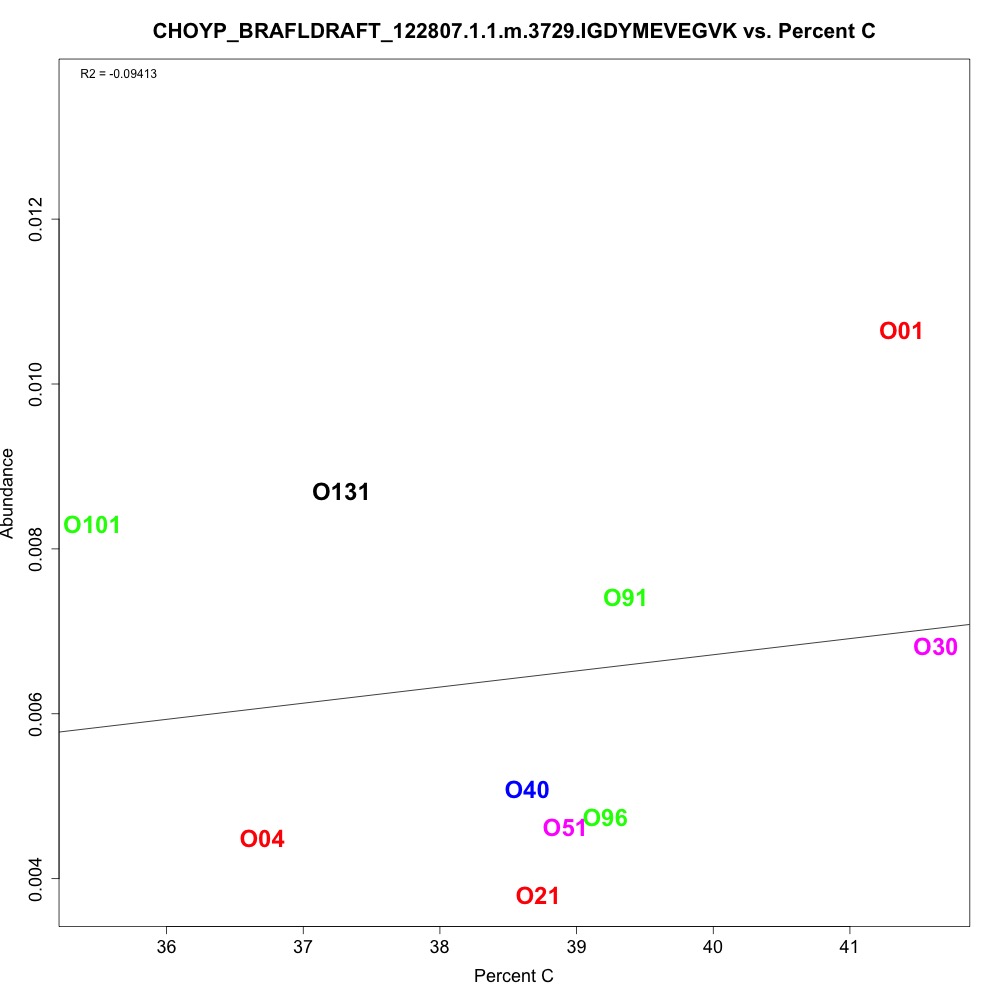 CHOYP_BRAFLDRAFT_122807.1.1.m.3729.IGDYMEVEGVK vs. Percent C
R2 = -0.09413
0.012
O01
0.010
Abundance
O131
O101
0.008
O91
O30
0.006
O40
O96
O51
O04
0.004
O21
36 37 38 39 40 41
Percent C